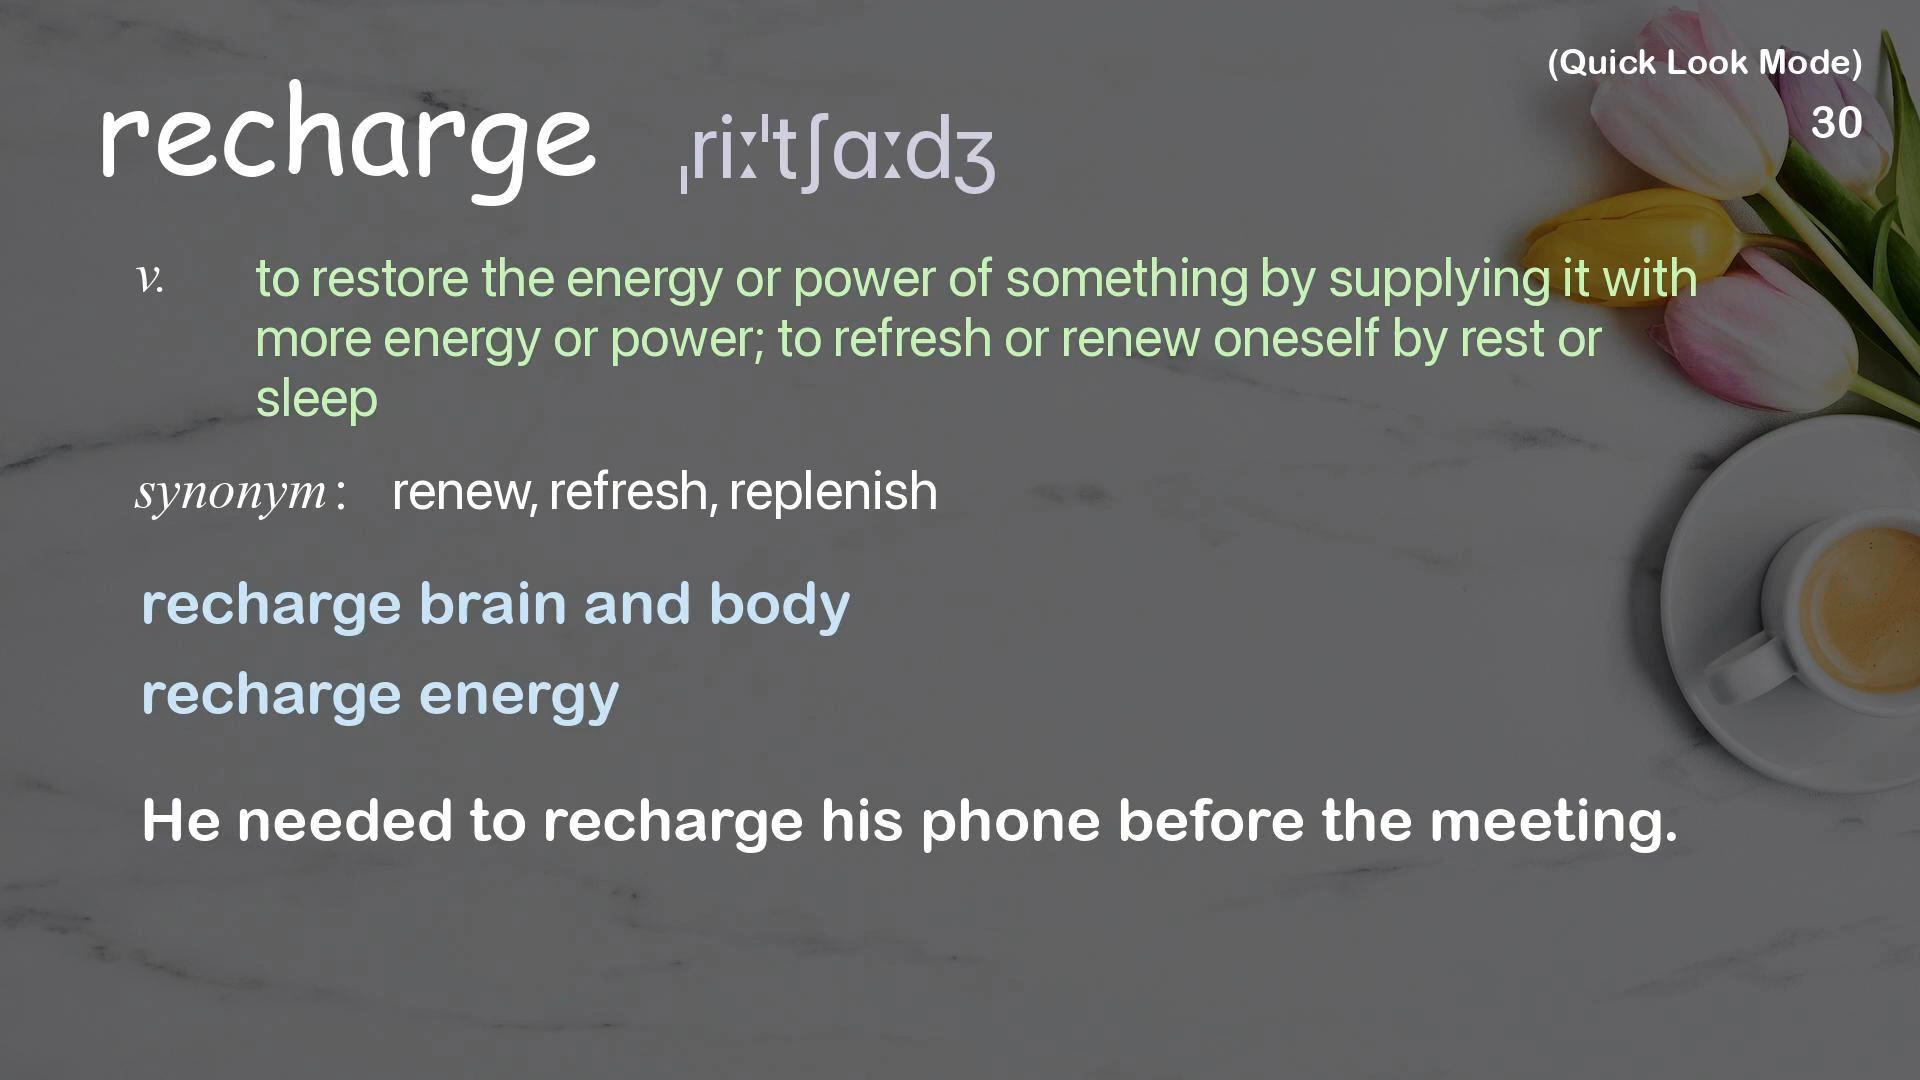 (Quick Look Mode)
30
recharge ˌriːˈtʃɑːdʒ
v. to restore the energy or power of something by supplying it with
more energy or power; to refresh or renew oneself by rest or
sleep
synonym : renew, refresh, replenish
recharge brain and body
recharge energy
He needed to recharge his phone before the meeting.